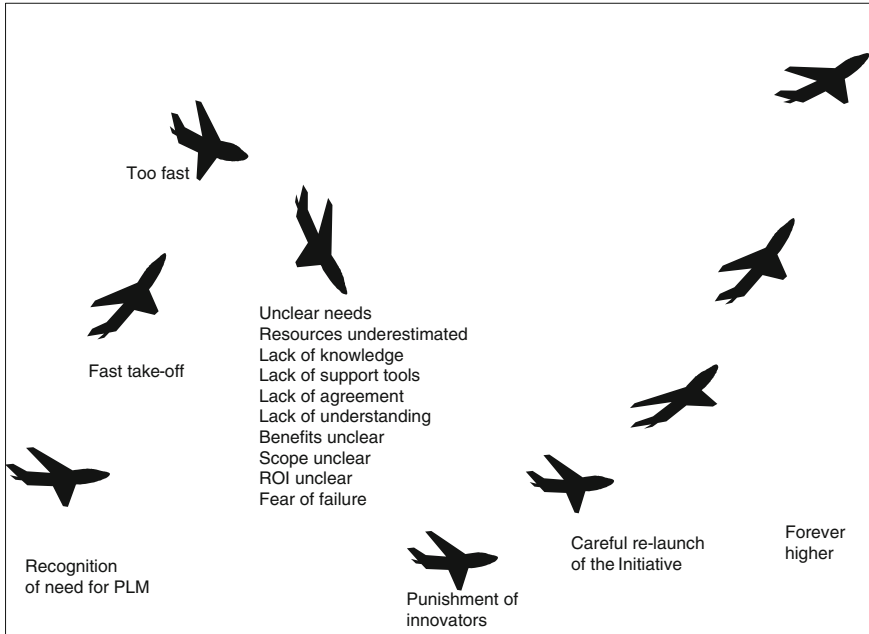 Too fast
Fast take-off
Unclear needs
Resources underestimated
Lack of knowledge
Lack of support tools
Lack of agreement
Lack of understanding
Benefits unclear
Scope unclear
ROI unclear
Fear of failure
Recognition
of need for PLM
Punishment of
innovators
Careful re-launch
of the Initiative
Forever
higher